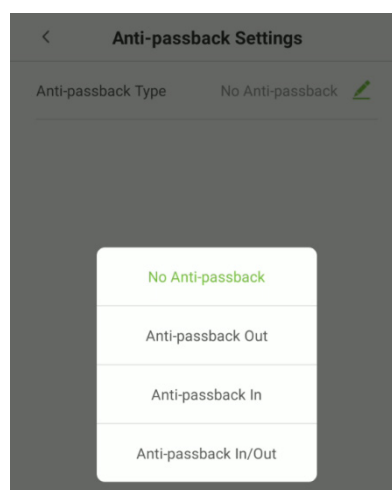 Anti-passback Settings
Anti-passback Type No Anti-passback
No Anti-passback
Anti-passback Out
Anti-passback In
Anti-passback In/Out